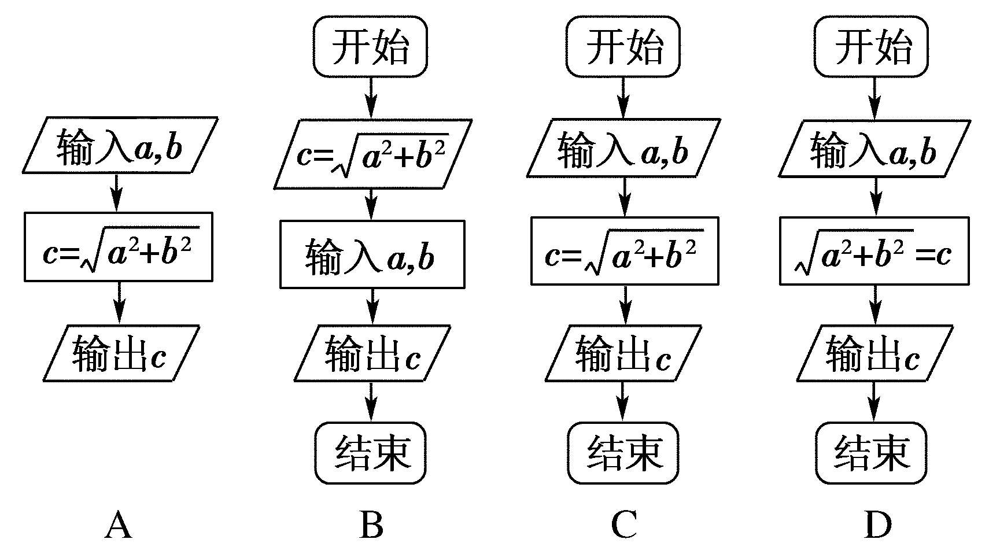 输入a,b
c=√a²+b²
输出c
A
开始
c=√a²+b²
输入a,b
输出c
结束
B
开始
输入a,b
c=√a²+b²
输出c
结束
C
开始
输入a,b
√a²+b²=c
输出c
结束
D